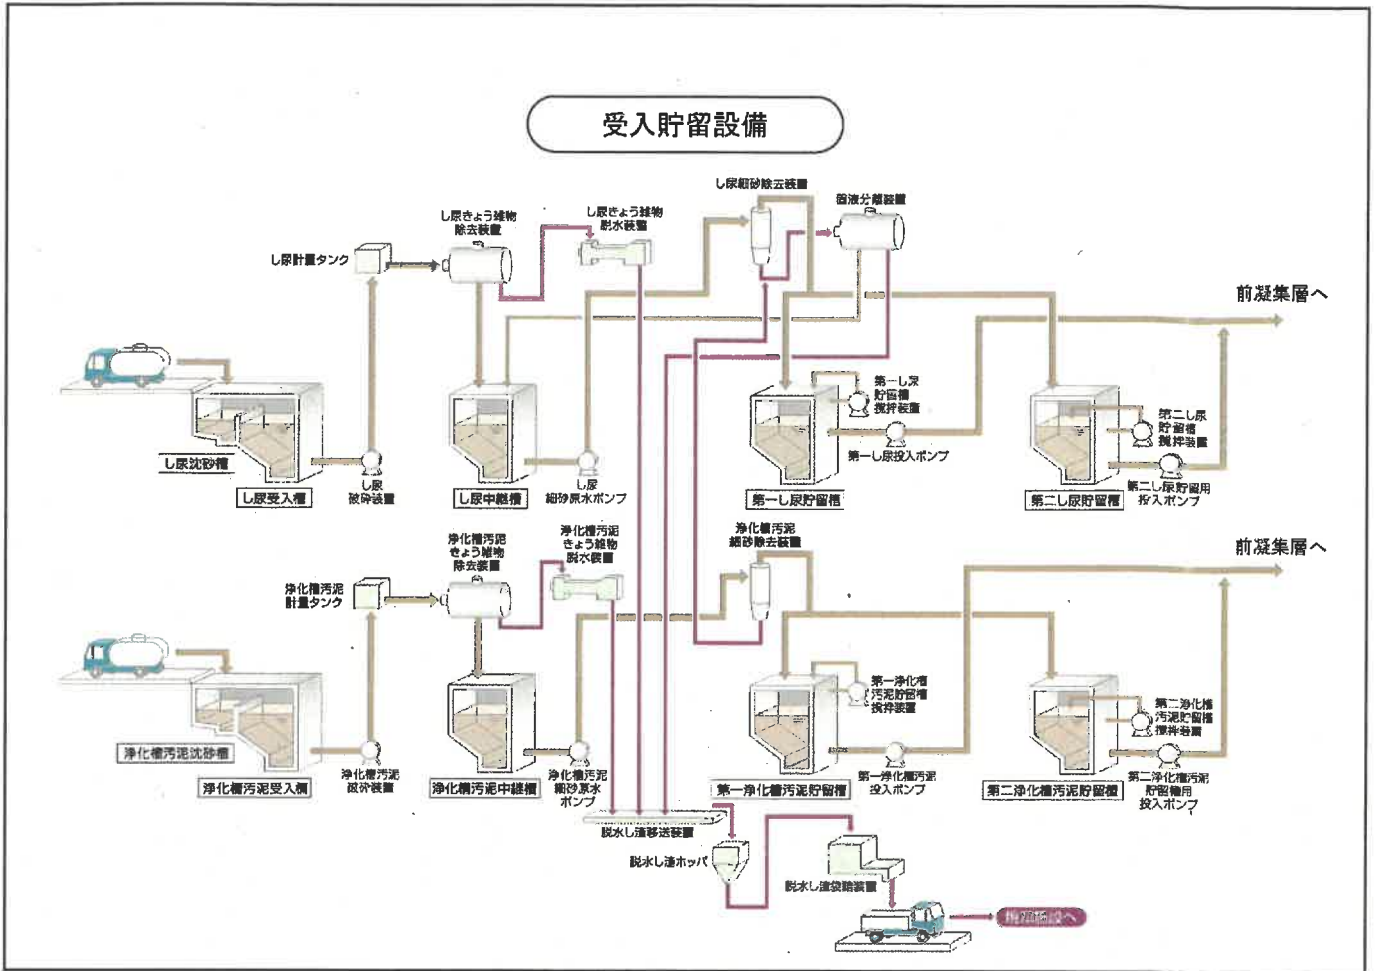 受入貯留設備
し尿細砂除去装置
固液分離装置
し尿きょう雑物
除去装置
し尿きょう雑物
脱水装置
し尿計量タンク
前凝集層へ
第一し尿
貯留槽
撹拌装置
第二し尿
貯留槽
撹拌装置
し尿沈砂槽
し尿受入槽
し尿
破砕装置
し尿中継槽
し尿
細砂原水ポンプ
第一し尿投入ポンプ
第一し尿貯留槽
第二し尿貯留槽
第二し尿貯留用
投入ポンプ
浄化槽汚泥
きょう雑物
除去装置
浄化槽汚泥
きょう雑物
脱水装置
浄化槽汚泥
細砂除去装置
前凝集層へ
浄化槽汚泥
計量タンク
第一浄化槽
汚泥貯留槽
撹拌装置
第二浄化槽
汚泥貯留槽
撹拌装置
浄化槽汚泥沈砂槽
浄化槽汚泥受入槽
浄化槽汚泥
破砕装置
浄化槽汚泥中継槽
浄化槽汚泥
細砂原水
ポンプ
第一浄化槽汚泥貯留槽
第一浄化槽汚泥
投入ポンプ
第二浄化槽汚泥貯留槽
第二浄化槽汚泥
貯留槽用
投入ポンプ
脱水し渣移送装置
脱水し渣ホッパ
脱水し渣袋詰装置